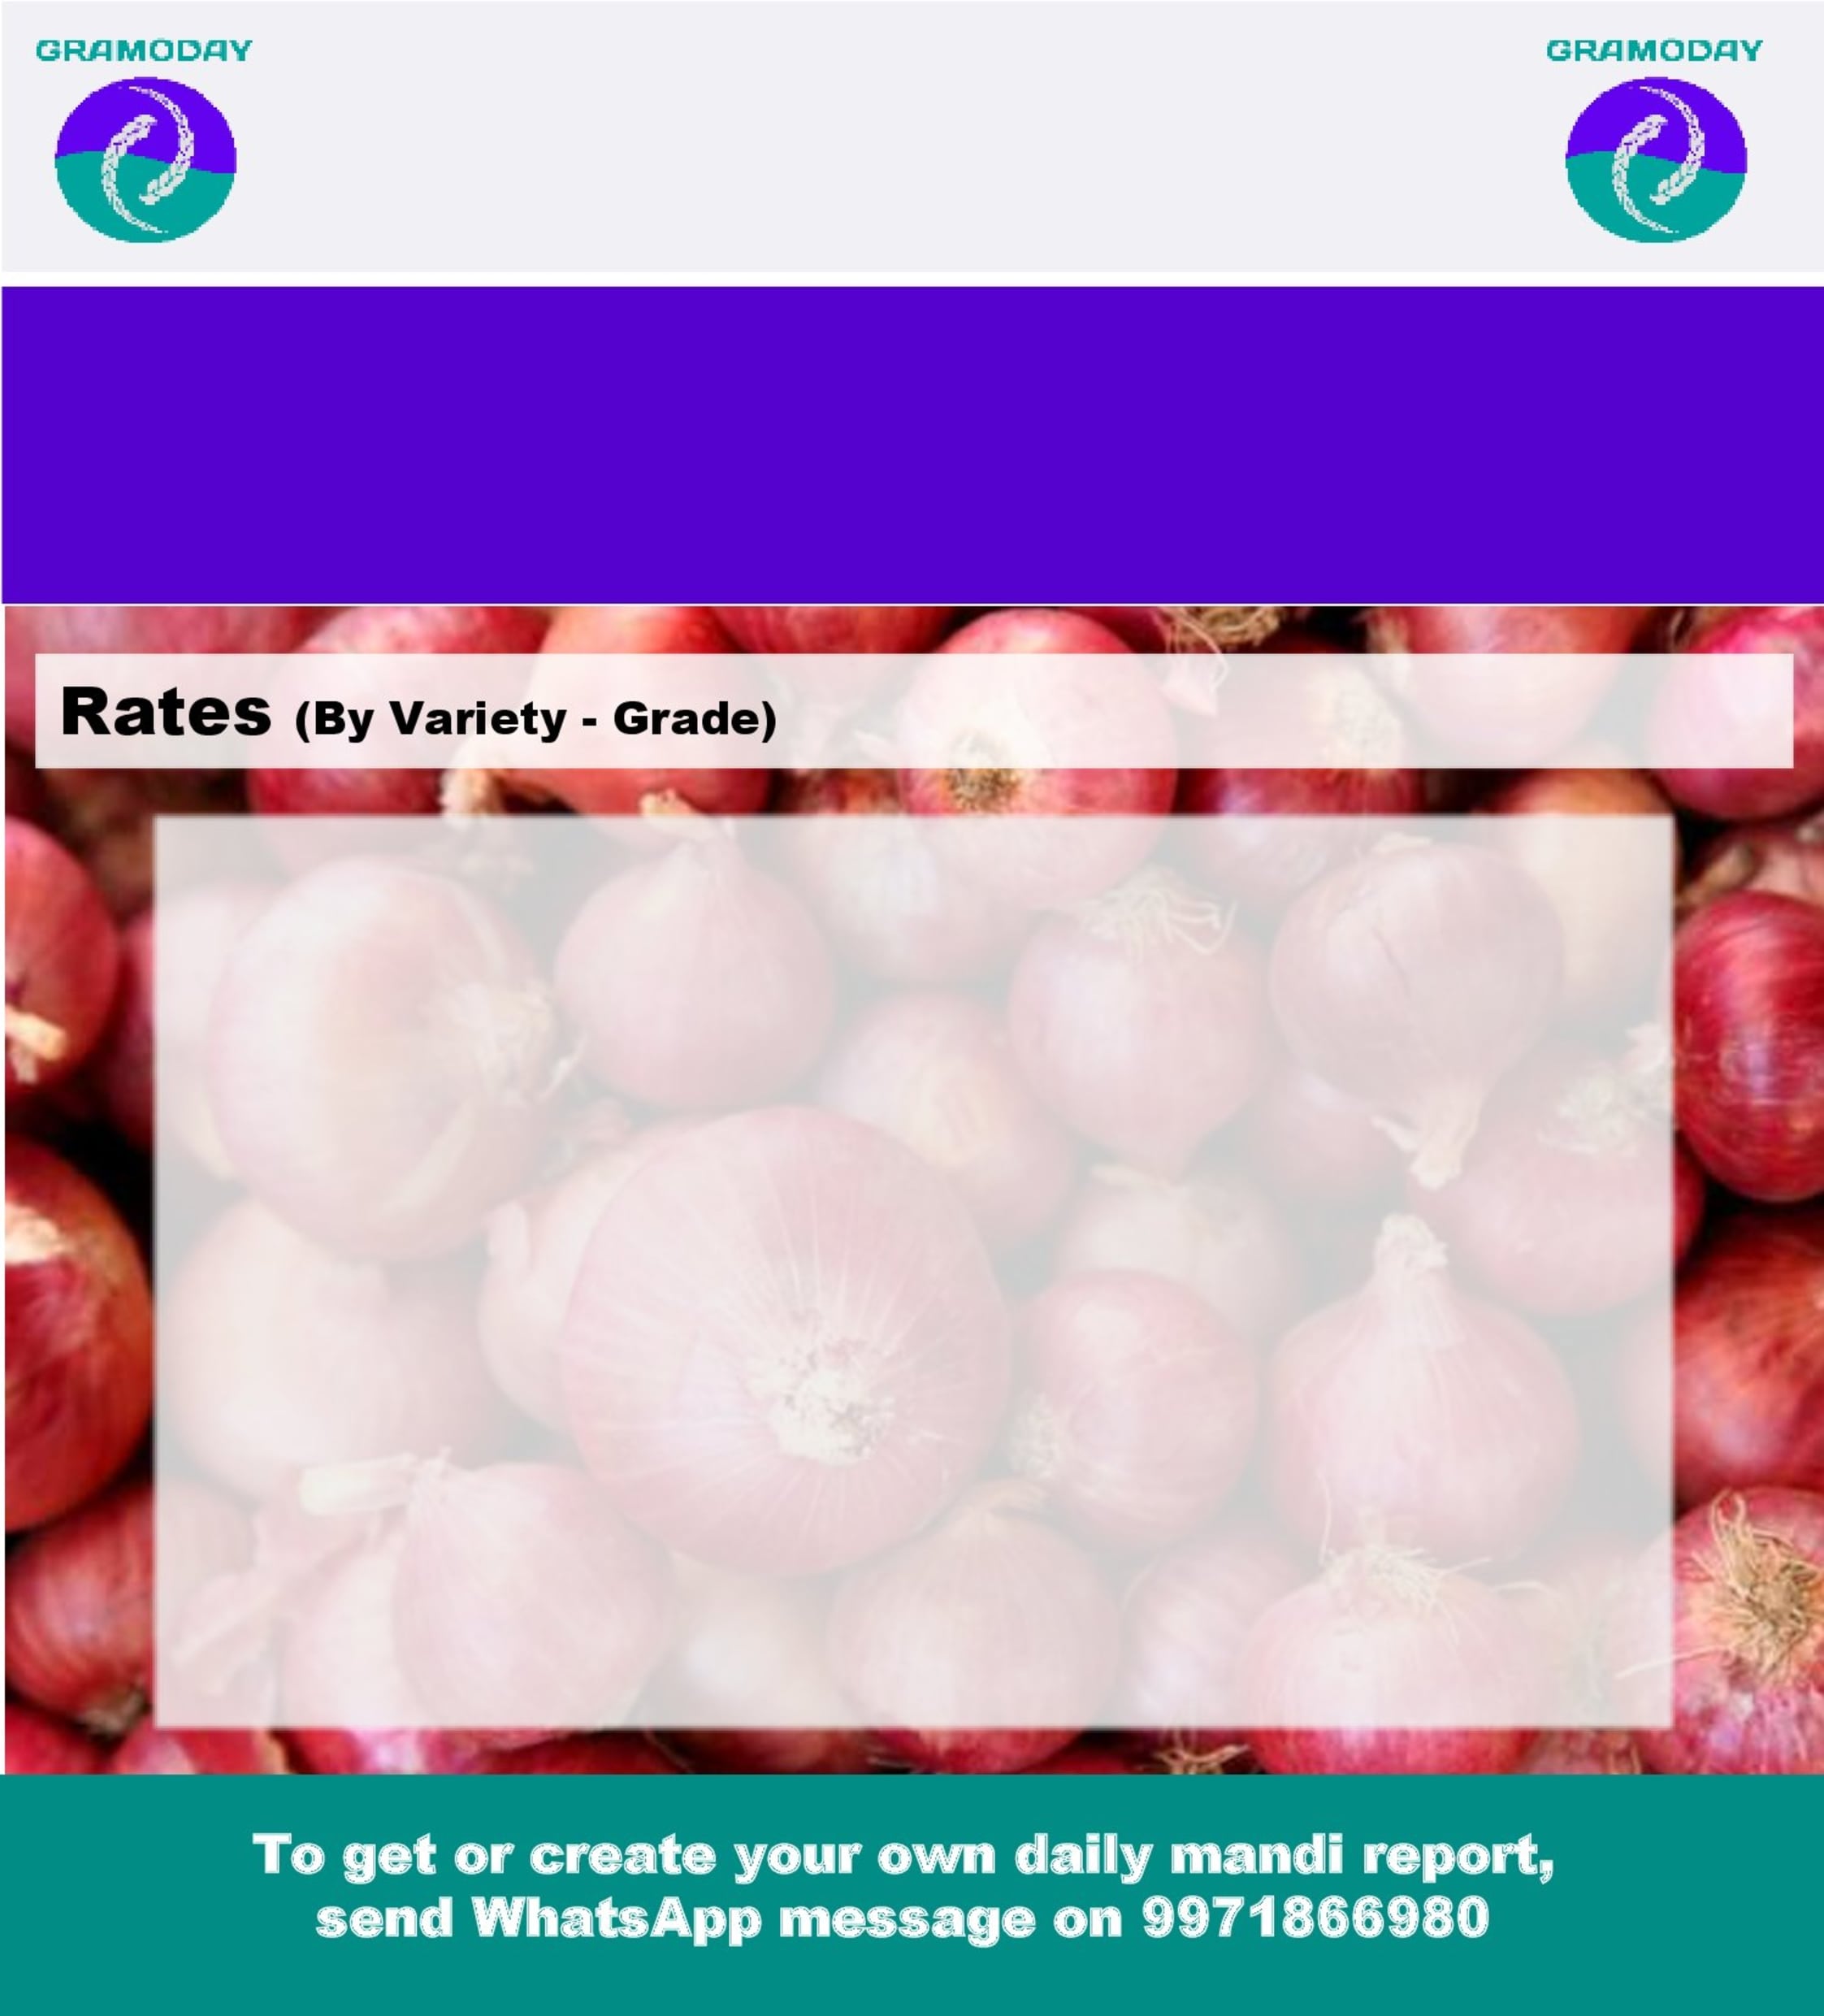 GRAMODAY GRAMODAY
Rates (By Variety - Grade)
To get or create your own daily mandi report,
send WhatsApp message on 9971866980